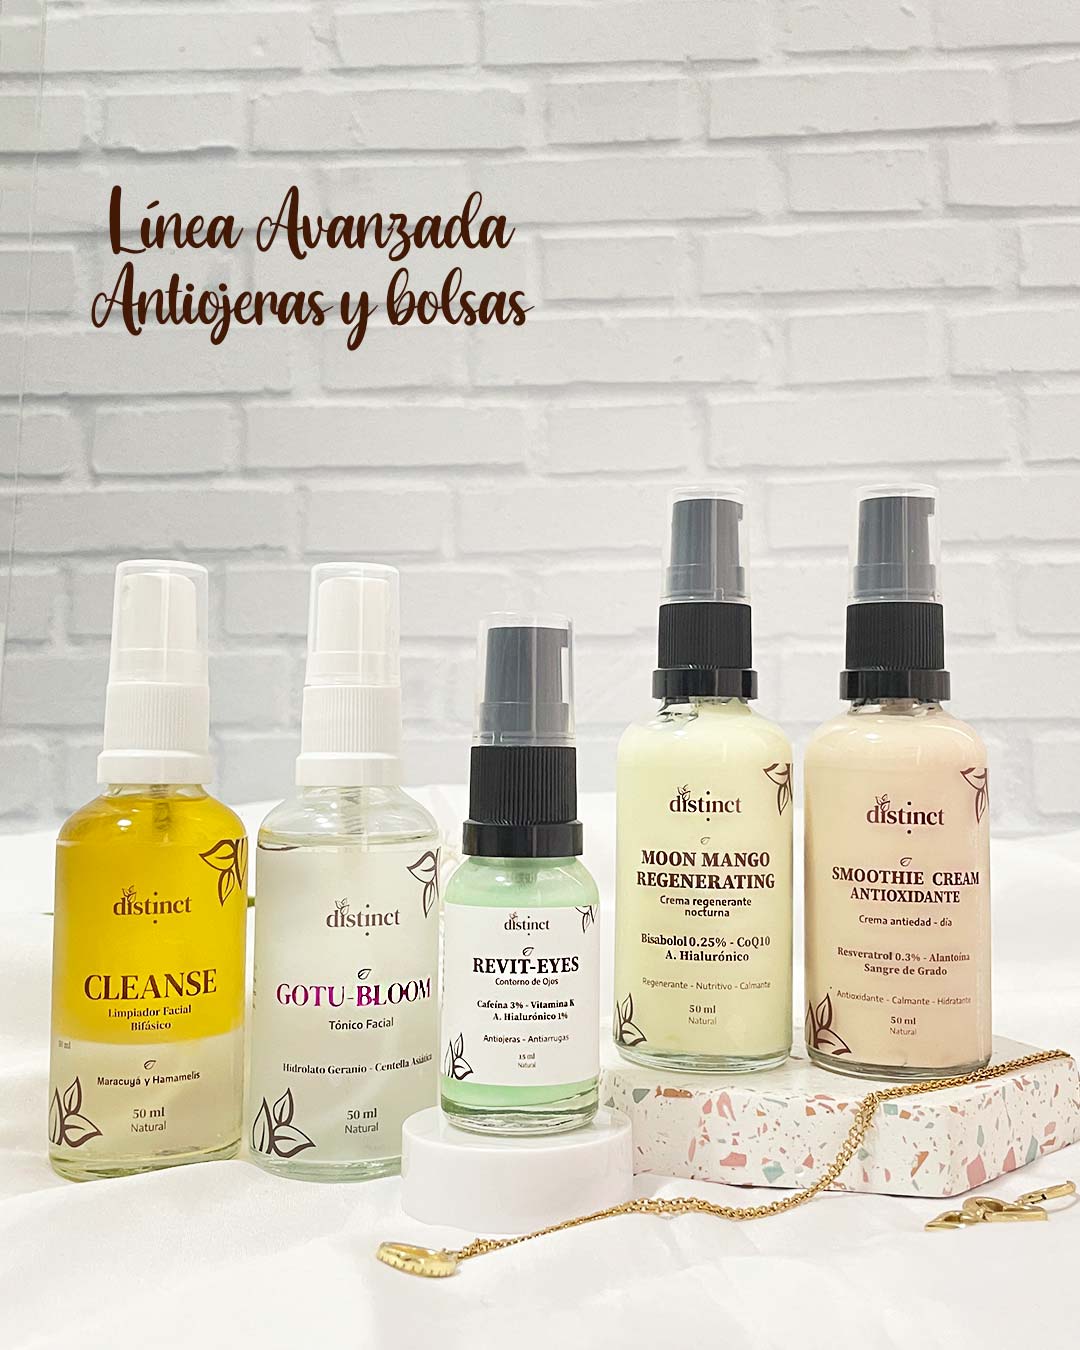 Línea Avanzada
Antiojeras y bolsas
distinct
CLEANSE
Limpiador Facial
Bifásico
50 ml
Maracuyá y Hamamelis
50 ml
Natural
distinct
GOTU-BLOOM
Tónico Facial
Hidrolato Geranio - Centella Asiática
50 ml
Natural
distinct
REVIT-EYES
Contorno de Ojos
Cafeína 3% - Vitamina K
A. Hialurónico 1%
Antiojeras - Antiarrugas
15 ml
Natural
distinct
MOON MANGO
REGENERATING
Crema regenerante
nocturna
Bisabolol 0.25% - CoQ10
A. Hialurónico
Regenerante - Nutritivo - Calmante
50 ml
Natural
distinct
SMOOTHIE CREAM
ANTIOXIDANTE
Crema antiedad - día
Resveratrol 0.3% - Alantoína
Sangre de Grado
Antioxidante - Calmante - Hidratante
50 ml
Natural